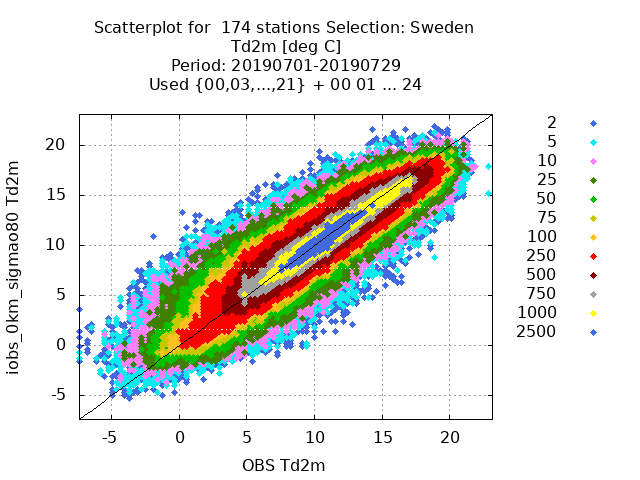 Scatterplot for  174 stations Selection: Sweden
Td2m [deg C]
Period: 20190701-20190729
Used {00,03,...,21} + 00 01 ... 24
iobs_0km_sigmao80 Td2m
20
15
10
5
0
-5
-5 0 5 10 15 20
OBS Td2m
2
5
10
25
50
75
100
250
500
750
1000
2500